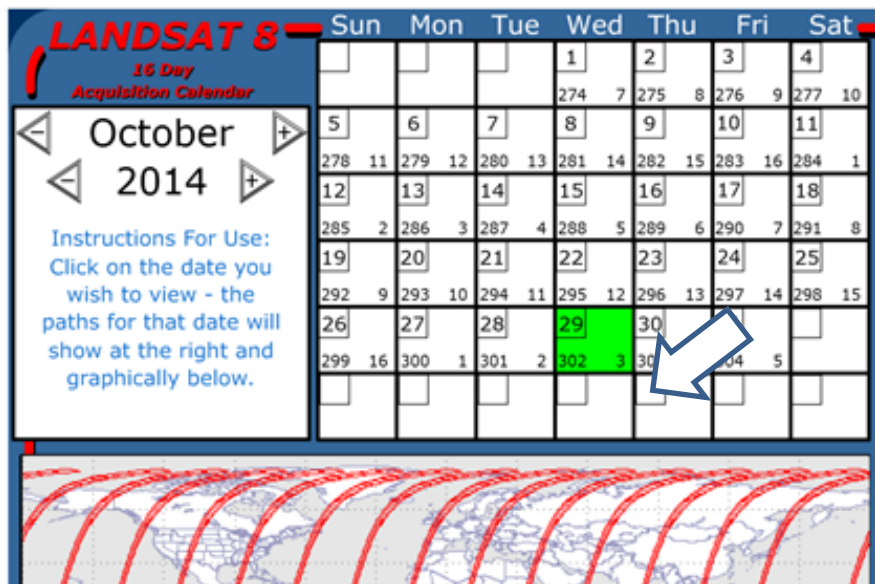 LANDSAT 8
16 Day
Acquisition Calendar
October
2014
Instructions For Use:
Click on the date you
wish to view - the
paths for that date will
show at the right and
graphically below.
Sun Mon Tue Wed Thu Fri Sat
1 2 3 4
274 7 275 8 276 9 277 10
5 6 7 8 9 10 11
278 11 279 12 280 13 281 14 282 15 283 16 284 1
12 13 14 15 16 17 18
285 2 286 3 287 4 288 5 289 6 290 7 291 8
19 20 21 22 23 24 25
292 9 293 10 294 11 295 12 296 13 297 14 298 15
26 27 28 29 30
299 16 300 1 301 2 302 3 5